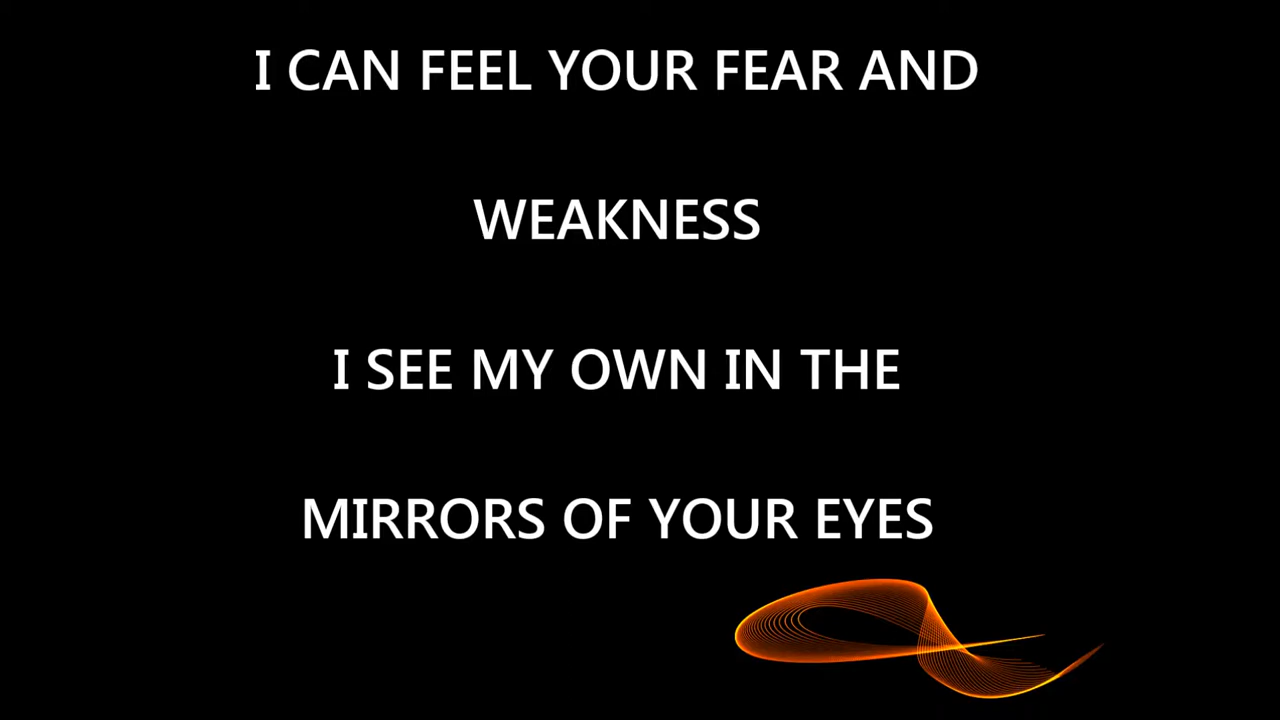 I CAN FEEL YOUR FEAR AND
WEAKNESS
I SEE MY OWN IN THE
MIRRORS OF YOUR EYES